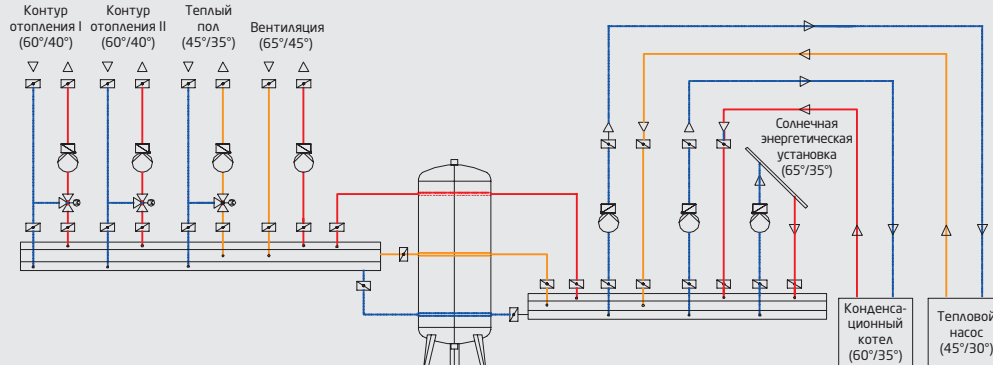 Контур
отопления I
(60°/40°)
Контур
отопления II
(60°/40°)
Теплый
пол
(45°/35°)
Вентиляция
(65°/45°)
Солнечная
энергетическая
установка
(65°/35°)
Конденса-
ционный
котел
(60°/35°)
Тепловой
насос
(45°/30°)